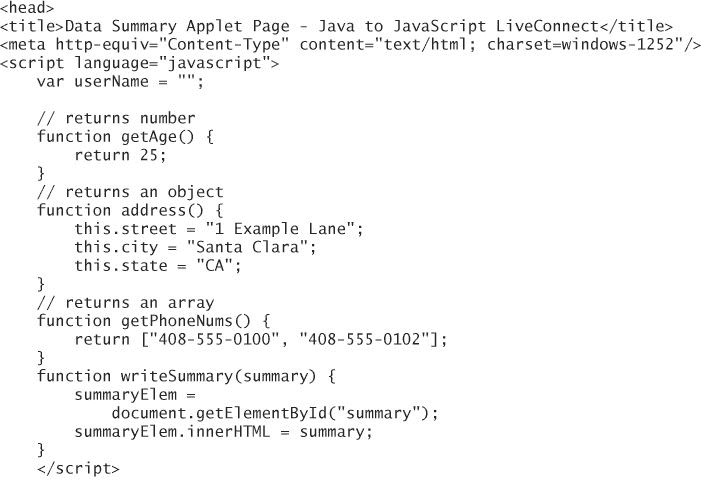 <head>
<title>Data Summary Applet Page - Java to JavaScript LiveConnect</title>
<meta http-equiv="Content-Type" content="text/html; charset=windows-1252"/>
<script language="javascript">
    var userName = "";

    // returns number
    function getAge() {
        return 25;
    }
    // returns an object
    function address() {
        this.street = "1 Example Lane";
        this.city = "Santa Clara";
        this.state = "CA";
    }
    // returns an array
    function getPhoneNums() {
        return ["408-555-0100", "408-555-0102"];
    }
    function writeSummary(summary) {
        summaryElem =
            document.getElementById("summary");
        summaryElem.innerHTML = summary;
    }
    </script>